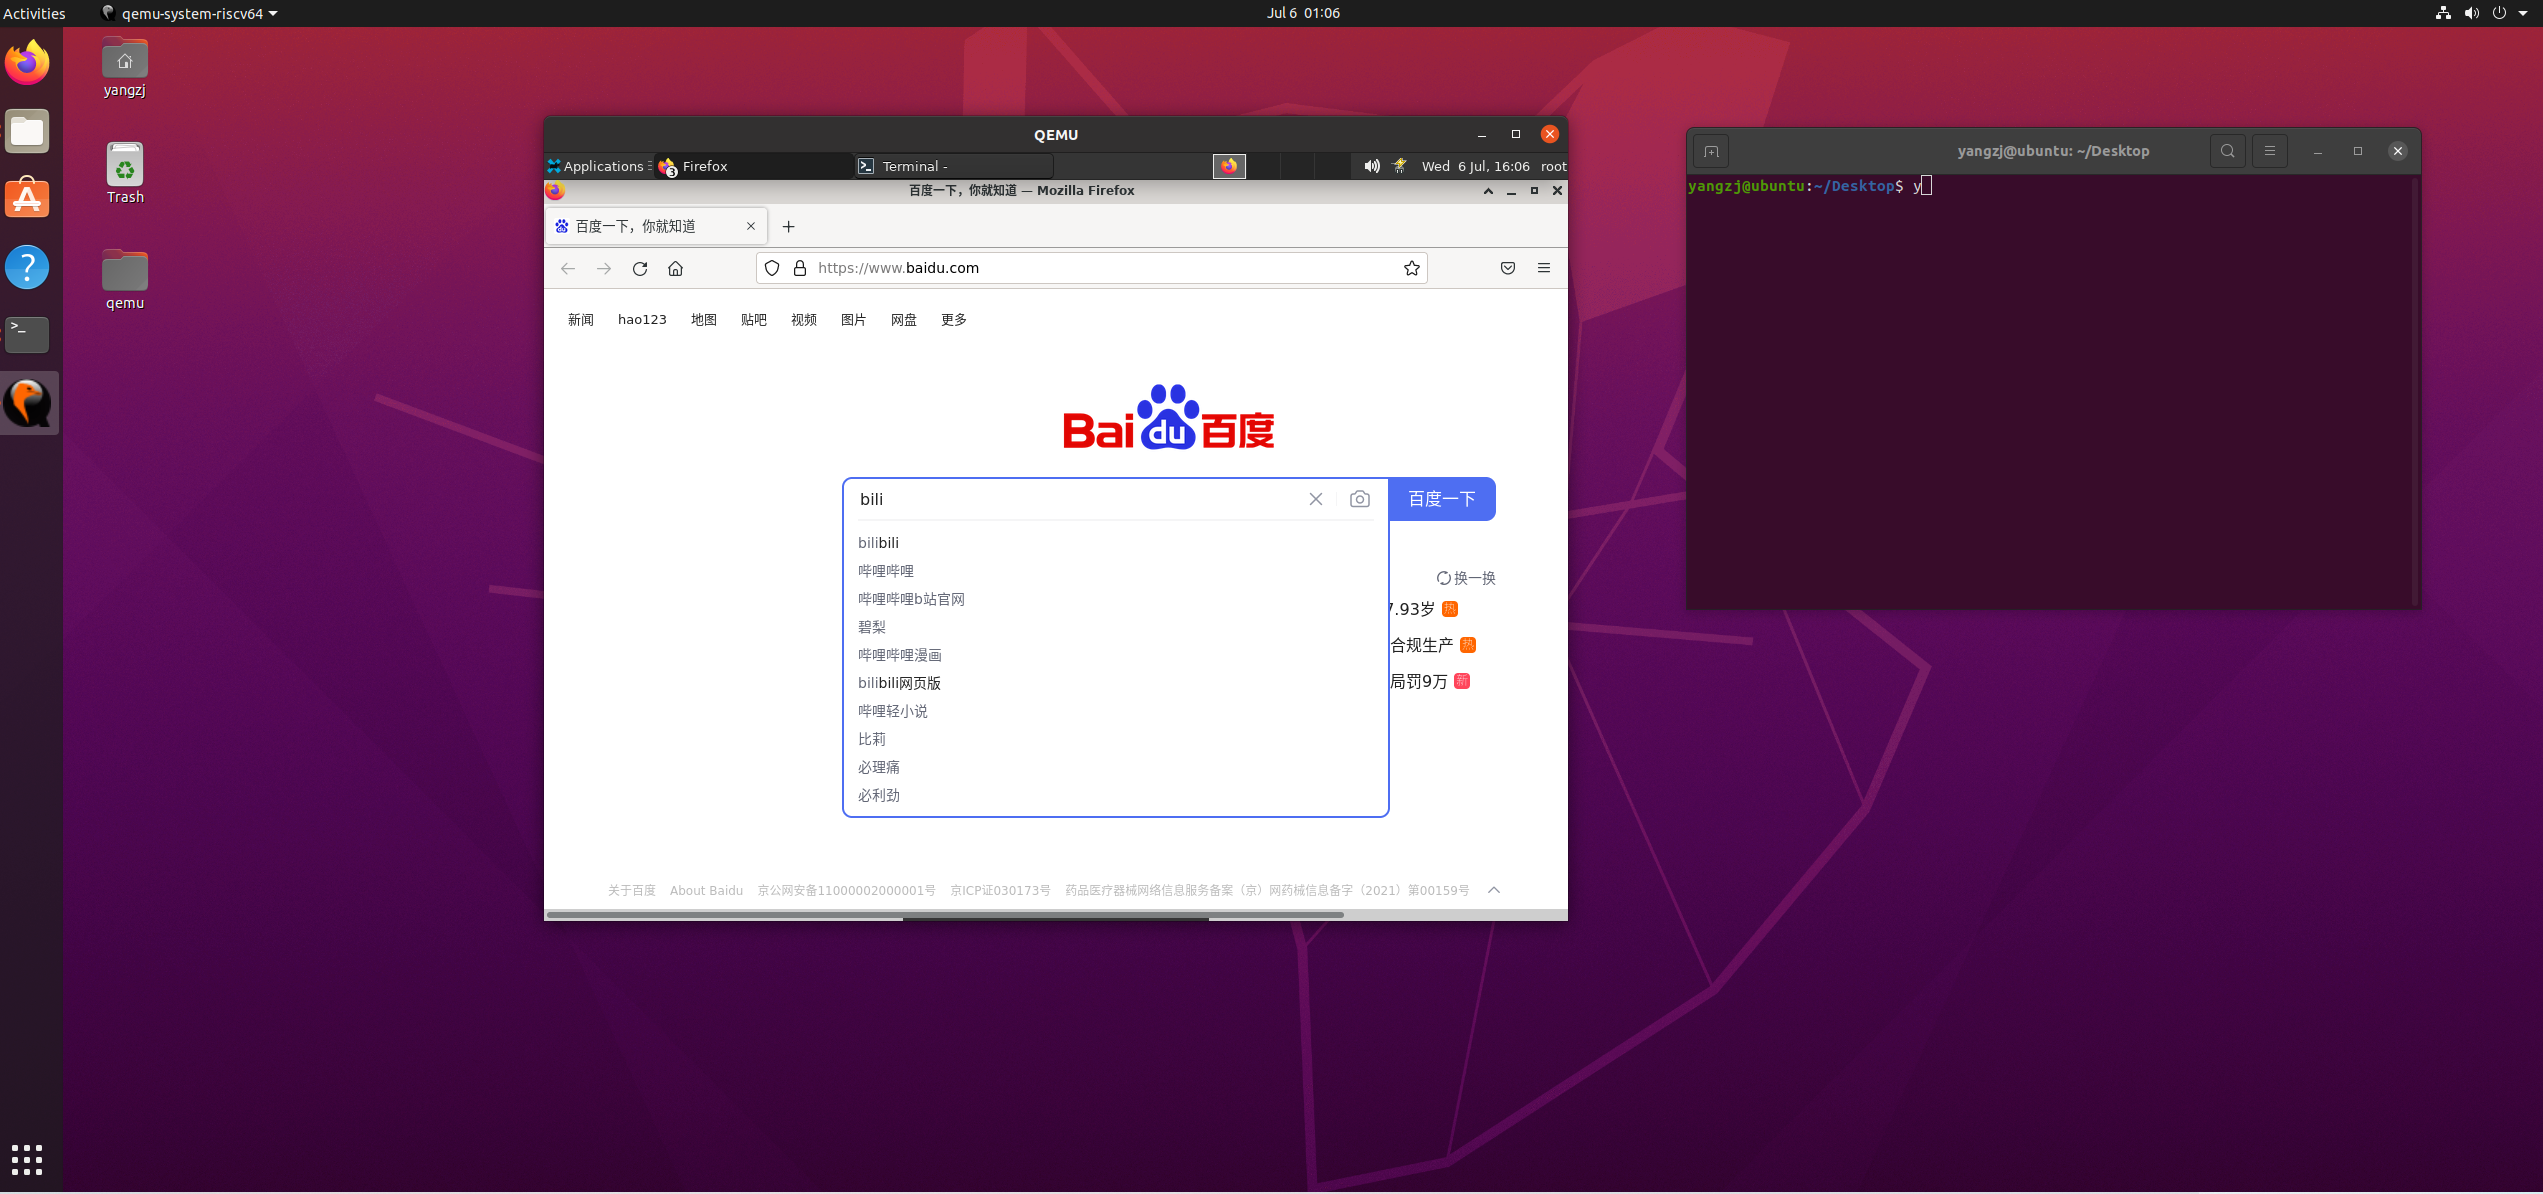 Activities
qemu-system-riscv64
Jul 6 01:06
yangzj
Trash
qemu
QEMU
Applications
3
Firefox
Terminal -
Wed 6 Jul, 16:06
root
百度一下，你就知道 — Mozilla Firefox
百度一下，你就知道
https://www.baidu.com
新闻 hao123 地图 贴吧 视频 图片 网盘 更多
Bai du 百度
bili
百度一下
bilibili
哔哩哔哩
哔哩哔哩b站官网
碧梨
哔哩哔哩漫画
bilibili网页版
哔哩轻小说
比莉
必理痛
必利劲
换一换
7.93岁 热
合规生产 热
局罚9万 新
关于百度 About Baidu 京公网安备11000002000001号 京ICP证030173号 药品医疗器械网络信息服务备案（京）网药械信息备字（2021）第00159号
yangzj@ubuntu: ~/Desktop
yangzj@ubuntu:~/Desktop$ y